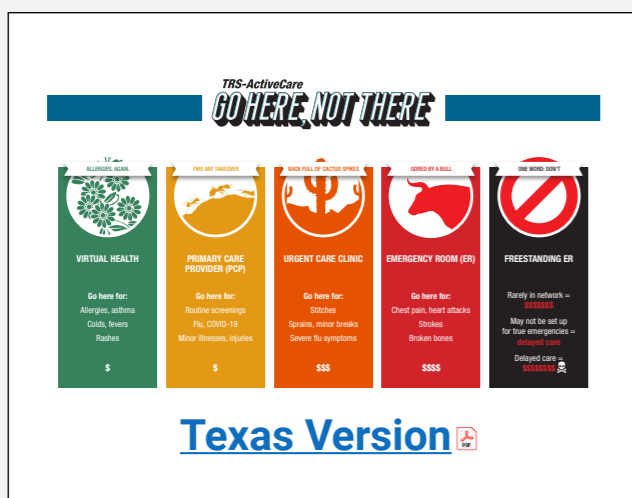 TRS-ActiveCare
GO HERE, NOT THERE
ALLERGIES, AGAIN.
VIRTUAL HEALTH
Go here for:
Allergies, asthma
Colds, fevers
Rashes
$
FIRE ANT TAKEOVER
PRIMARY CARE
PROVIDER (PCP)
Go here for:
Routine screenings
Flu, COVID-19
Minor illnesses, injuries
$
BACK FULL OF CACTUS SPIKES
URGENT CARE CLINIC
Go here for:
Stitches
Sprains, minor breaks
Severe flu symptoms
$$$
GORED BY A BULL
EMERGENCY ROOM (ER)
Go here for:
Chest pain, heart attacks
Strokes
Broken bones
$$$$
ONE WORD: DON'T
FREESTANDING ER
Rarely in network =
$$$$$$$
May not be set up
for true emergencies =
delayed care
Delayed care =
$$$$$$$$
Texas Version
PDF